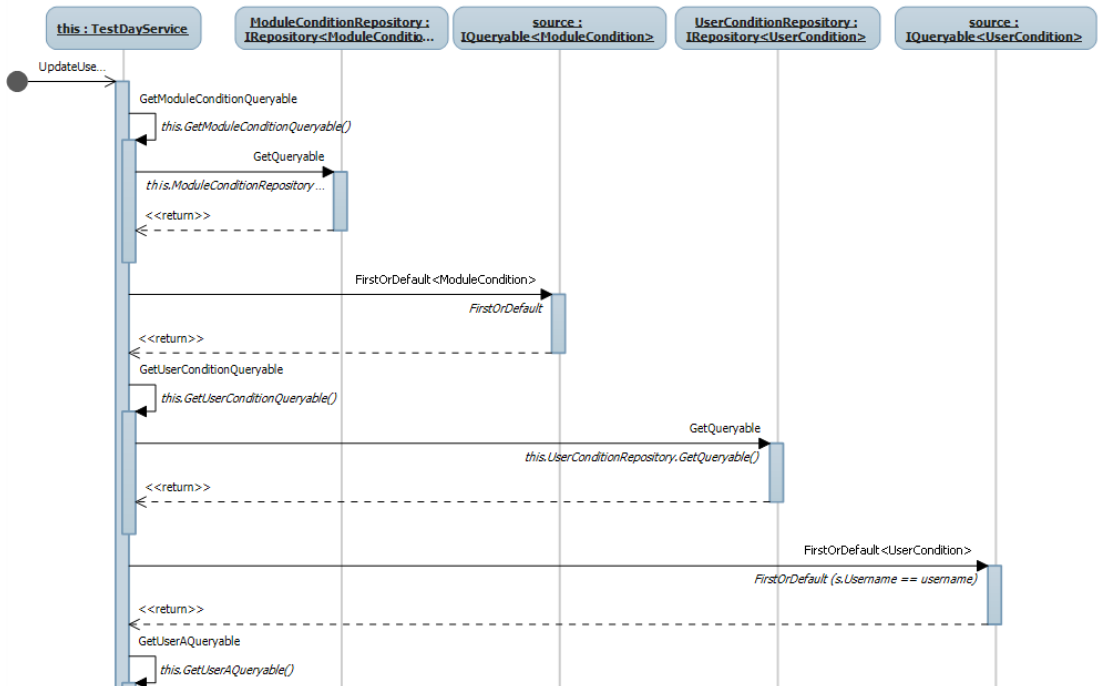 this : TestDayService
ModuleConditionRepository :
IRepository<ModuleConditio...
source :
IQueryable<ModuleCondition>
UserConditionRepository :
IRepository<UserCondition>
source :
IQueryable<UserCondition>
UpdateUse...
GetModuleConditionQueryable
this.GetModuleConditionQueryable()
GetQueryable
this.ModuleConditionRepository...
<<return>>
FirstOrDefault<ModuleCondition>
FirstOrDefault
<<return>>
GetUserConditionQueryable
this.GetUserConditionQueryable()
GetQueryable
this.UserConditionRepository.GetQueryable()
<<return>>
FirstOrDefault<UserCondition>
FirstOrDefault (s.Username == username)
<<return>>
GetUserAQueryable
this.GetUserAQueryable()